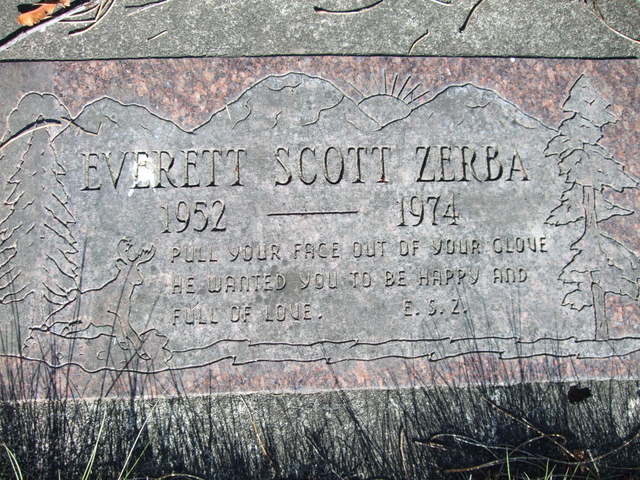 EVERETT SCOTT ZERBA
1952 — 1974
PULL YOUR FACE OUT OF YOUR GLOVE
HE WANTED YOU TO BE HAPPY AND
FULL OF LOVE. E. S. Z.